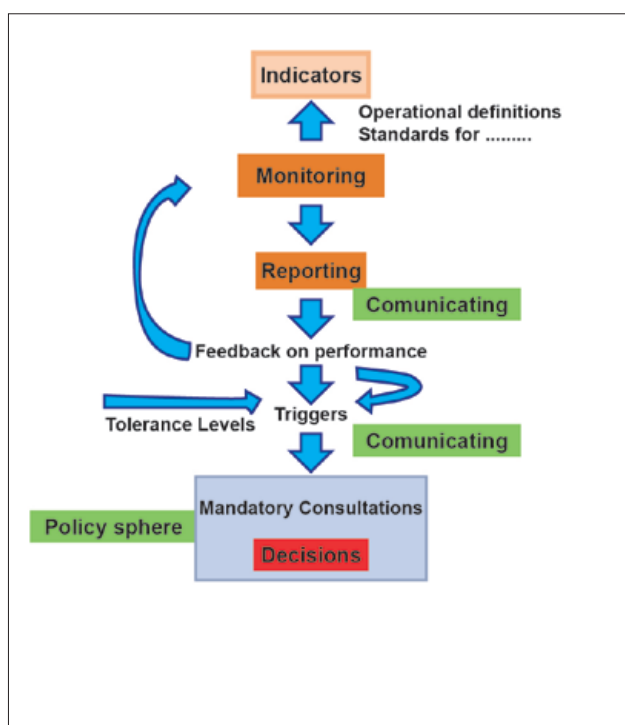 Indicators
Operational definitions
Standards for .........
Monitoring
Reporting
Comunicating
Feedback on performance
Triggers
Tolerance Levels
Comunicating
Mandatory Consultations
Policy sphere
Decisions